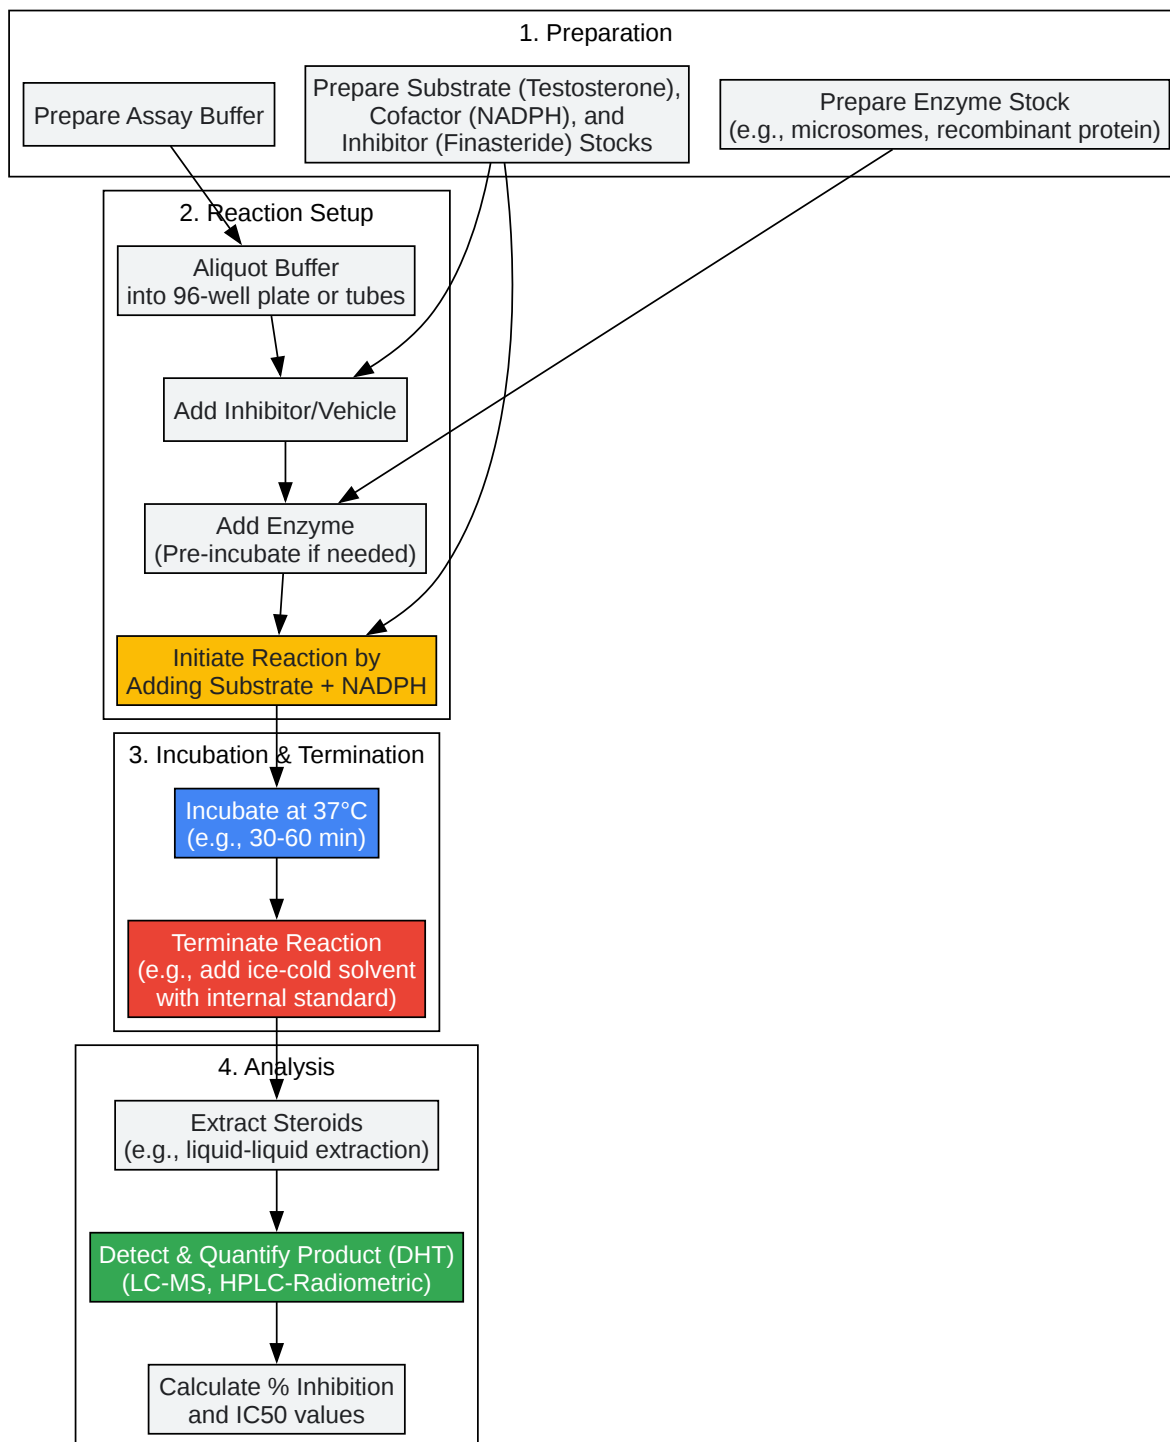 1. Preparation
Prepare Assay Buffer
Prepare Substrate (Testosterone),
Cofactor (NADPH), and
Inhibitor (Finasteride) Stocks
Prepare Enzyme Stock
(e.g., microsomes, recombinant protein)
2. Reaction Setup
Aliquot Buffer
into 96-well plate or tubes
Add Inhibitor/Vehicle
Add Enzyme
(Pre-incubate if needed)
Initiate Reaction by
Adding Substrate + NADPH
3. Incubation & Termination
Incubate at 37°C
(e.g., 30-60 min)
Terminate Reaction
(e.g., add ice-cold solvent
with internal standard)
4. Analysis
Extract Steroids
(e.g., liquid-liquid extraction)
Detect & Quantify Product (DHT)
(LC-MS, HPLC-Radiometric)
Calculate % Inhibition
and IC50 values